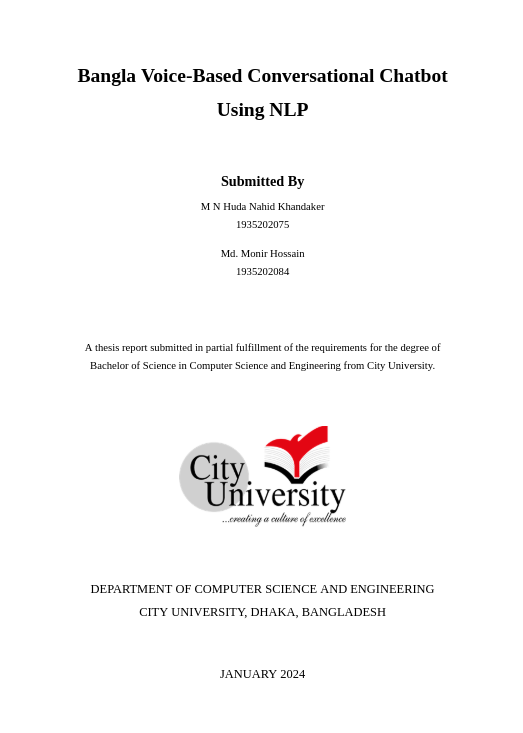 Bangla Voice-Based Conversational Chatbot
Using NLP
Submitted By
M N Huda Nahid Khandaker
1935202075
Md. Monir Hossain
1935202084
A thesis report submitted in partial fulfillment of the requirements for the degree of
Bachelor of Science in Computer Science and Engineering from City University.
City
University
...creating a culture of excellence
DEPARTMENT OF COMPUTER SCIENCE AND ENGINEERING
CITY UNIVERSITY, DHAKA, BANGLADESH
JANUARY 2024